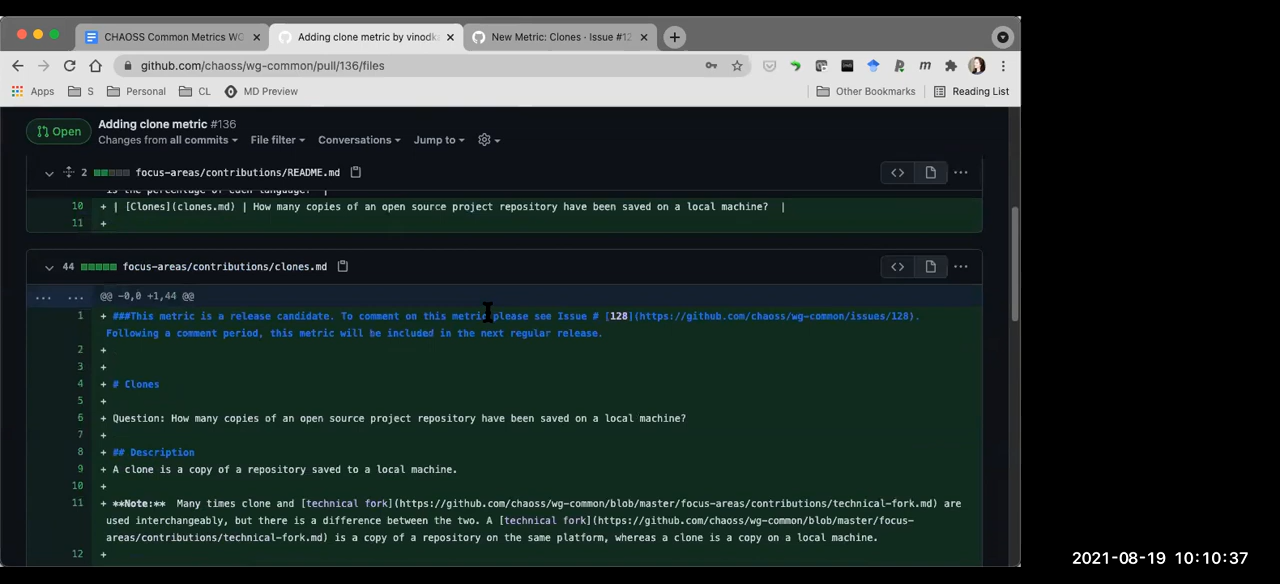 CHAOSS Common Metrics WG
Adding clone metric by vinodk
New Metric: Clones · Issue #12
github.com/chaoss/wg-common/pull/136/files
Apps
S
Personal
CL
MD Preview
Other Bookmarks
Reading List
Open
Adding clone metric #136
Changes from all commits
File filter
Conversations
Jump to
2 focus-areas/contributions/README.md
is the percentage of each language? |
10 + | [Clones](clones.md) | How many copies of an open source project repository have been saved on a local machine? |
11 +
44 focus-areas/contributions/clones.md
... ... @@ -0,0 +1,44 @@
1 + ###This metric is a release candidate. To comment on this metric please see Issue # [128](https://github.com/chaoss/wg-common/issues/128).
Following a comment period, this metric will be included in the next regular release.
2 +
3 +
4 + # Clones
5 +
6 + Question: How many copies of an open source project repository have been saved on a local machine?
7 +
8 + ## Description
9 + A clone is a copy of a repository saved to a local machine.
10 +
11 + **Note:** Many times clone and [technical fork](https://github.com/chaoss/wg-common/blob/master/focus-areas/contributions/technical-fork.md) are
used interchangeably, but there is a difference between the two. A [technical fork](https://github.com/chaoss/wg-common/blob/master/focus-
areas/contributions/technical-fork.md) is a copy of a repository on the same platform, whereas a clone is a copy on a local machine.
12 +
2021-08-19 10:10:37